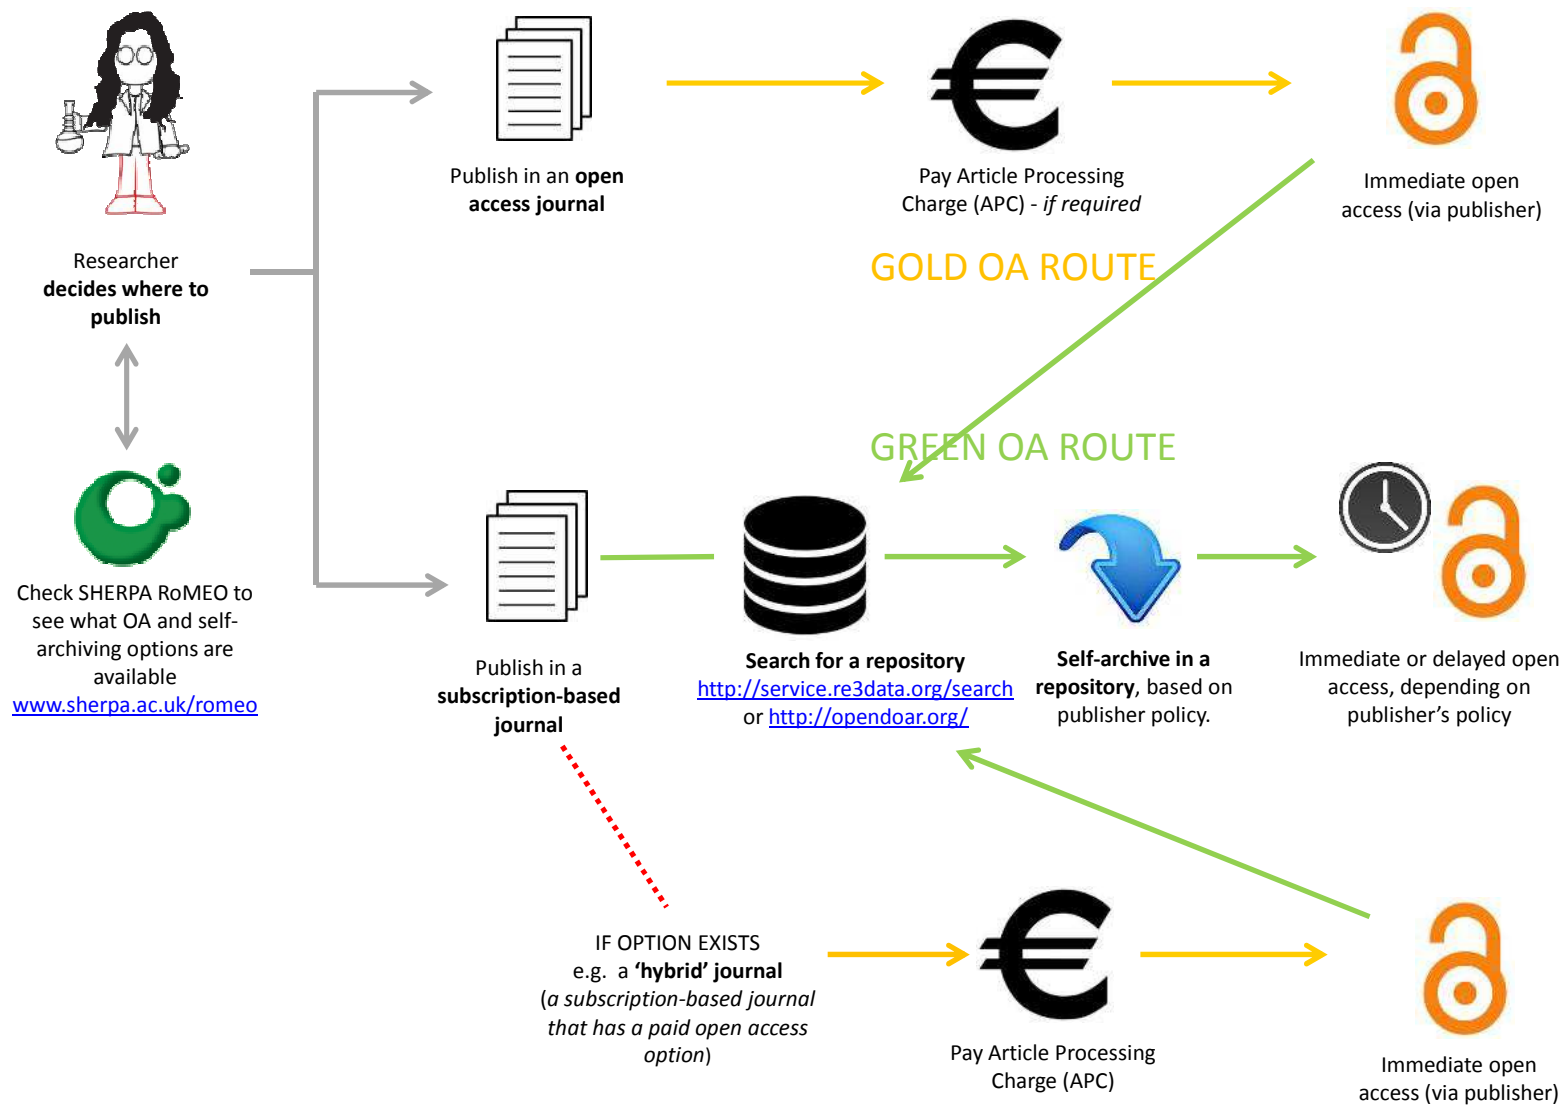 Researcher
decides where to
publish
Check SHERPA RoMEO to
see what OA and self-
archiving options are
available
www.sherpa.ac.uk/romeo
Publish in an open
access journal
Pay Article Processing
Charge (APC) - if required
Immediate open
access (via publisher)
GOLD OA ROUTE
GREEN OA ROUTE
Publish in a
subscription-based
journal
Search for a repository
http://service.re3data.org/search
or http://opendoar.org/
Self-archive in a
repository, based on
publisher policy.
Immediate or delayed open
access, depending on
publisher’s policy
IF OPTION EXISTS
e.g. a ‘hybrid’ journal
(a subscription-based journal
that has a paid open access
option)
Pay Article Processing
Charge (APC)
Immediate open
access (via publisher)